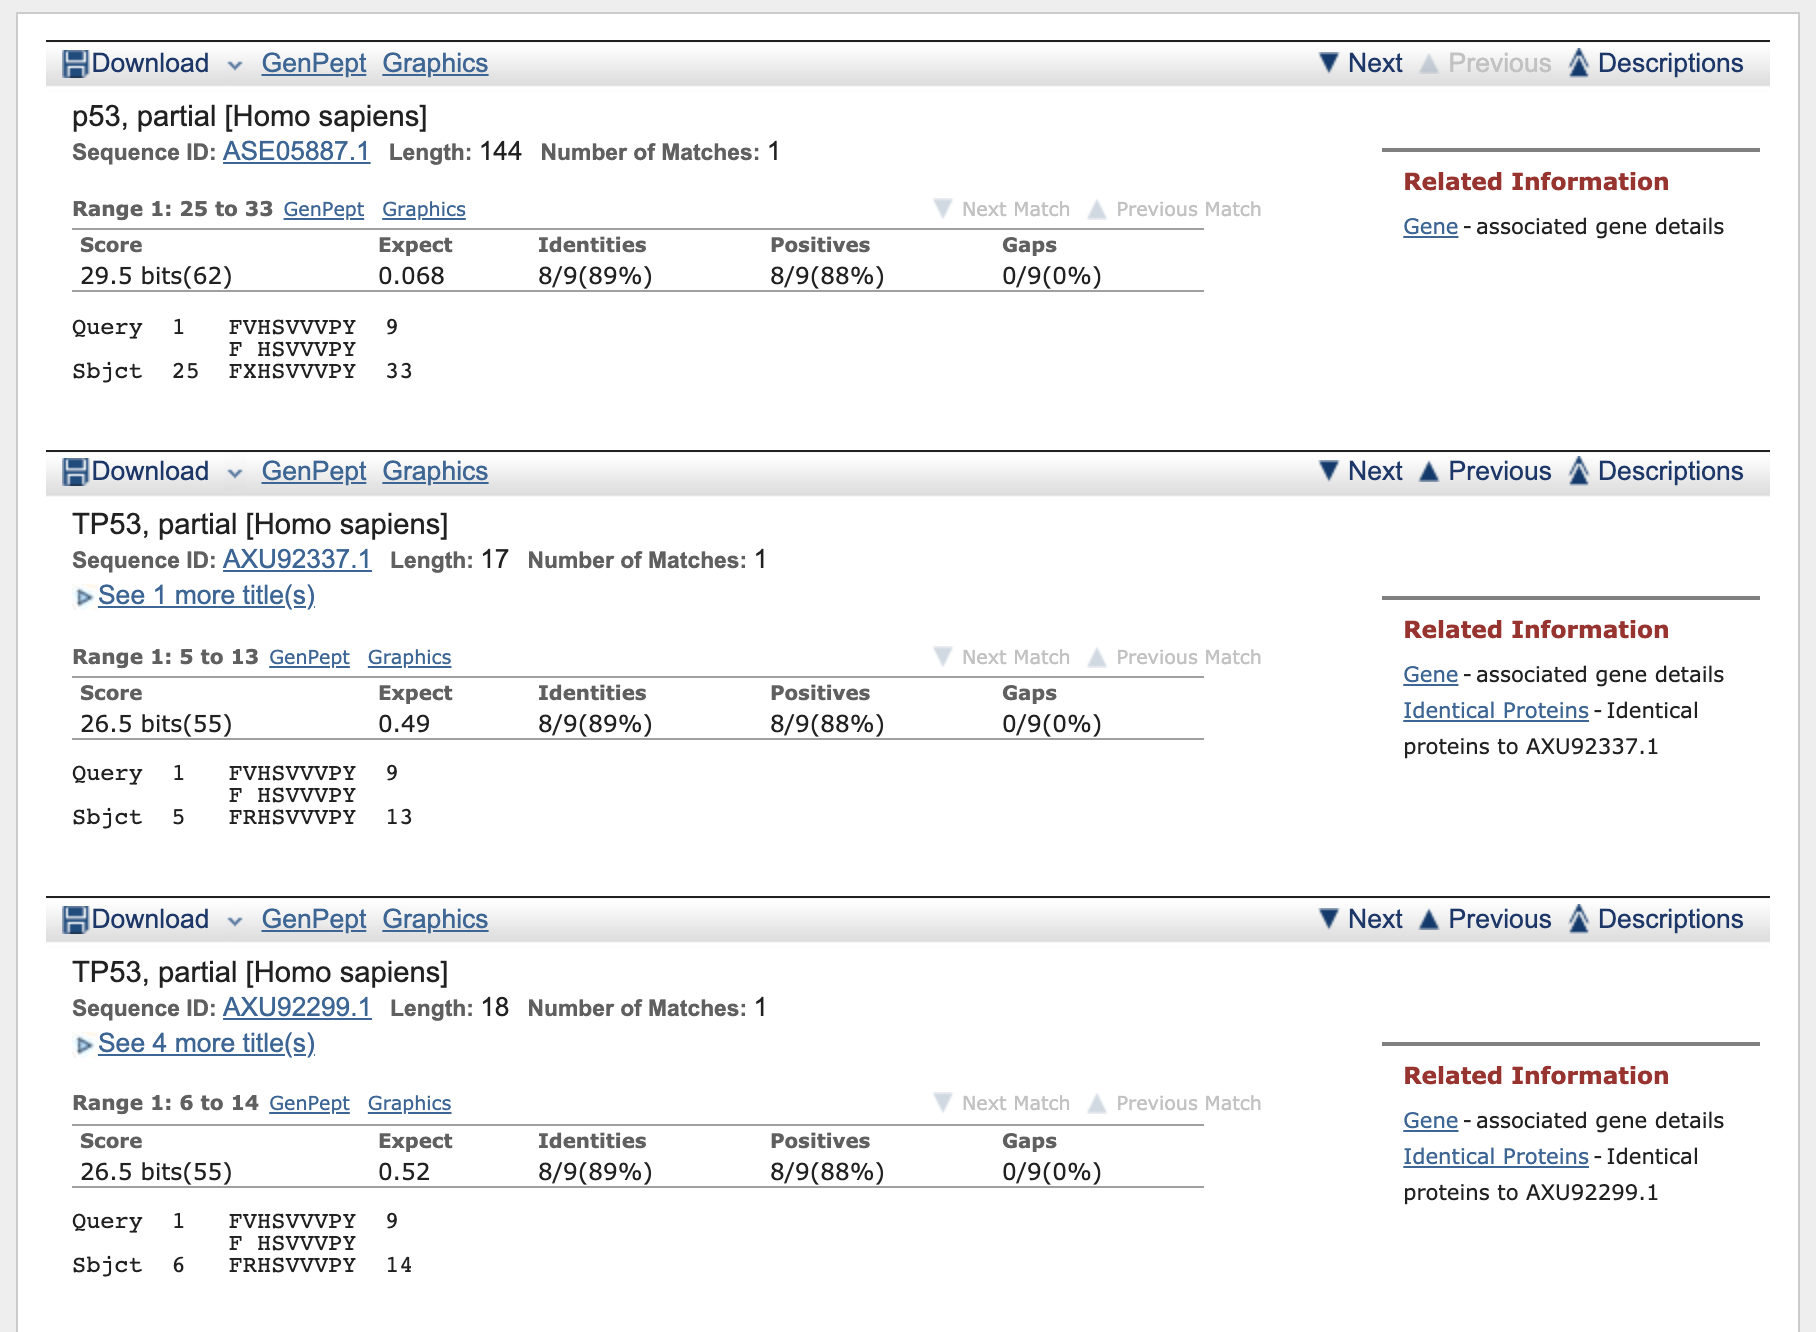 Download GenPept Graphics Next Previous Descriptions
p53, partial [Homo sapiens]
Sequence ID: ASE05887.1 Length: 144 Number of Matches: 1
Related Information
Gene - associated gene details
Range 1: 25 to 33 GenPept Graphics Next Match Previous Match
Score Expect Identities Positives Gaps
29.5 bits(62) 0.068 8/9(89%) 8/9(88%) 0/9(0%)
Query 1 FVHSVVVPY 9
F HSVVVPY
Sbjct 25 FXHSVVVPY 33
Download GenPept Graphics Next Previous Descriptions
TP53, partial [Homo sapiens]
Sequence ID: AXU92337.1 Length: 17 Number of Matches: 1
See 1 more title(s)
Related Information
Gene - associated gene details
Identical Proteins - Identical
proteins to AXU92337.1
Range 1: 5 to 13 GenPept Graphics Next Match Previous Match
Score Expect Identities Positives Gaps
26.5 bits(55) 0.49 8/9(89%) 8/9(88%) 0/9(0%)
Query 1 FVHSVVVPY 9
F HSVVVPY
Sbjct 5 FRHSVVVPY 13
Download GenPept Graphics Next Previous Descriptions
TP53, partial [Homo sapiens]
Sequence ID: AXU92299.1 Length: 18 Number of Matches: 1
See 4 more title(s)
Related Information
Gene - associated gene details
Identical Proteins - Identical
proteins to AXU92299.1
Range 1: 6 to 14 GenPept Graphics Next Match Previous Match
Score Expect Identities Positives Gaps
26.5 bits(55) 0.52 8/9(89%) 8/9(88%) 0/9(0%)
Query 1 FVHSVVVPY 9
F HSVVVPY
Sbjct 6 FRHSVVVPY 14